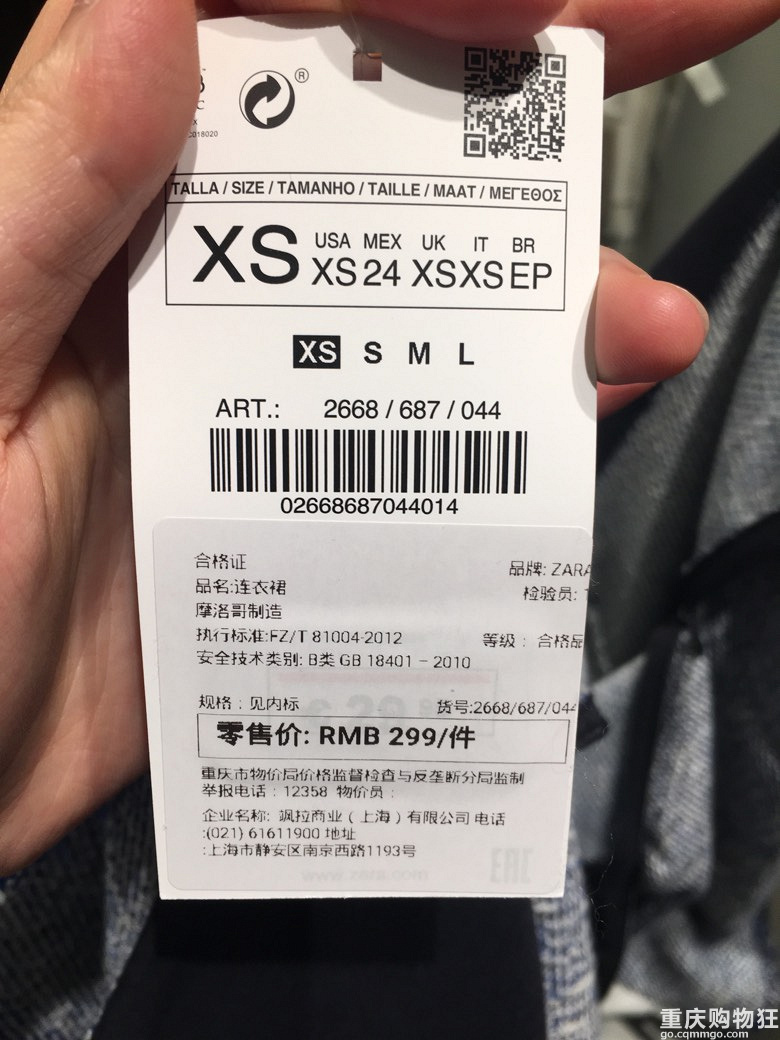 ®
C018020
TALLA / SIZE / TAMANHO / TAILLE / MAAT / ΜΕΓΕΘΟΣ
XS
USA MEX UK IT BR
XS 24 XS XS EP
XS S M L
ART.: 2668 / 687 / 044
02668687044014
合格证
品牌: ZARA
品名:连衣裙
检验员:
摩洛哥制造
执行标准:FZ/T 81004-2012
等级：合格品
安全技术类别: B类 GB 18401 – 2010
规格：见内标
货号:2668/687/044
零售价: RMB 299/件
重庆市物价局价格监督检查与反垄断分局监制
举报电话：12358 物价员：
企业名称: 飒拉商业（上海）有限公司 电话
:(021) 61611900 地址
:上海市静安区南京西路1193号
www.zara.com
EAC
重庆购物狂
go.cqmmgo.com